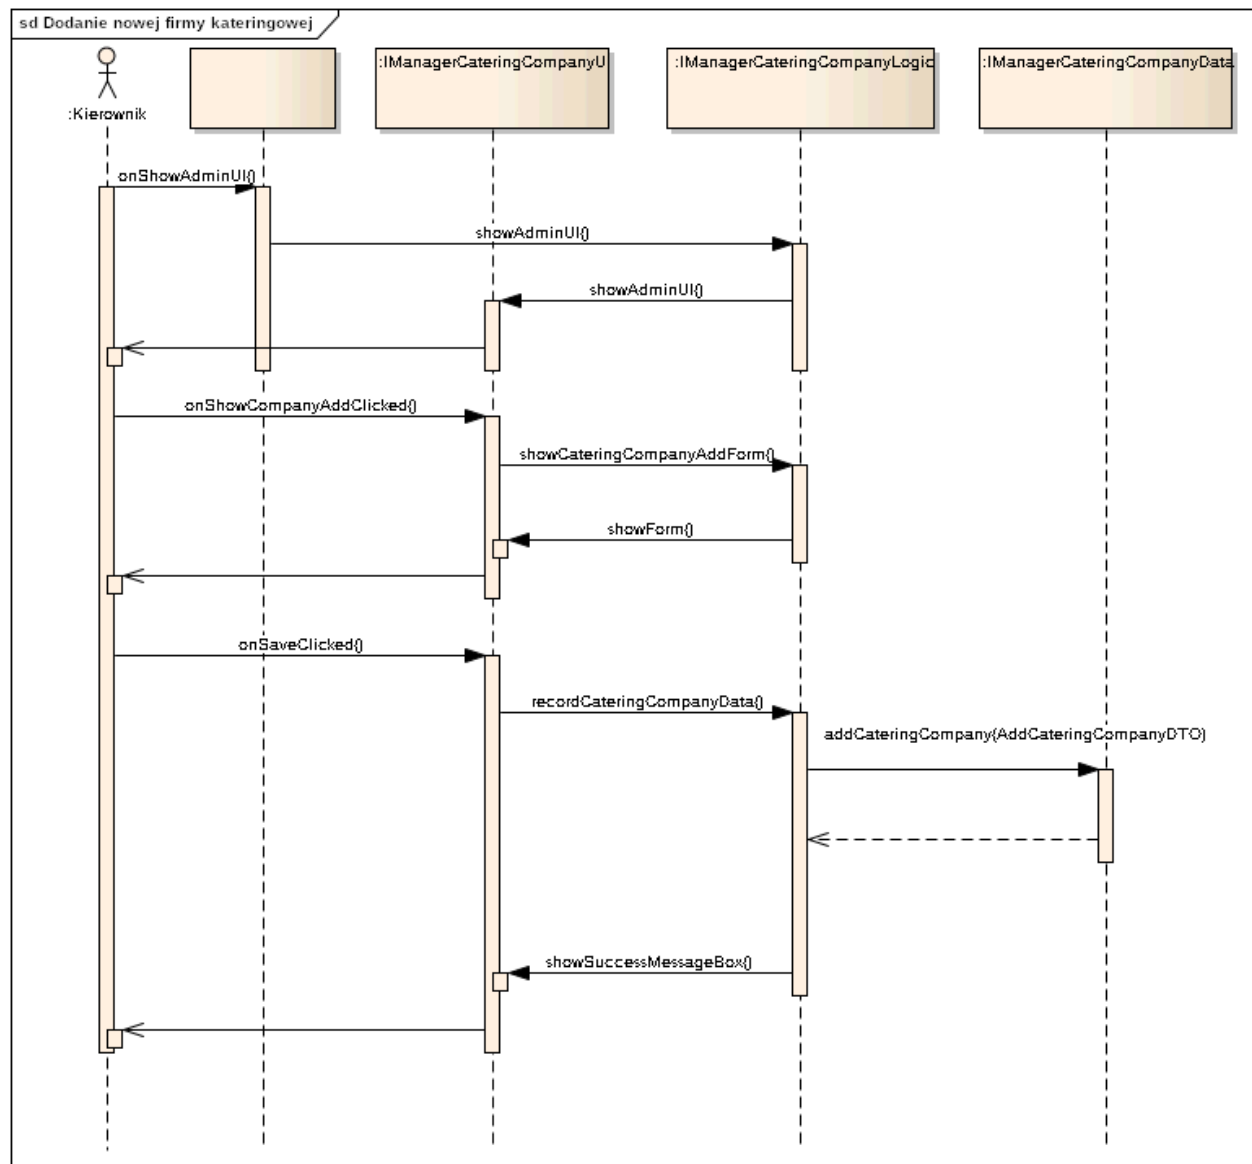 sd Dodanie nowej firmy kateringowej
:Kierownik
:IManagerCateringCompanyU
:IManagerCateringCompanyLogic
:IManagerCateringCompanyData
onShowAdminUI()
showAdminUI()
showAdminUI()
onShowCompanyAddClicked()
showCateringCompanyAddForm()
showForm()
onSaveClicked()
recordCateringCompanyData()
addCateringCompany(AddCateringCompanyDTO)
showSuccessMessageBox()